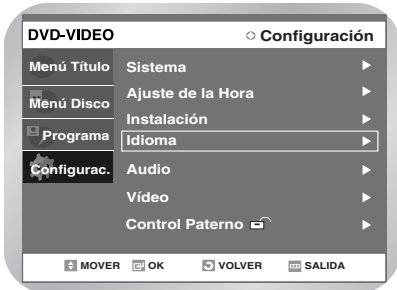 DVD-VIDEO
Configuración
Menú Título
Menú Disco
Programa
Configurac.
Sistema
Ajuste de la Hora
Instalación
Idioma
Audio
Vídeo
Control Paterno
MOVER OK VOLVER SALIDA